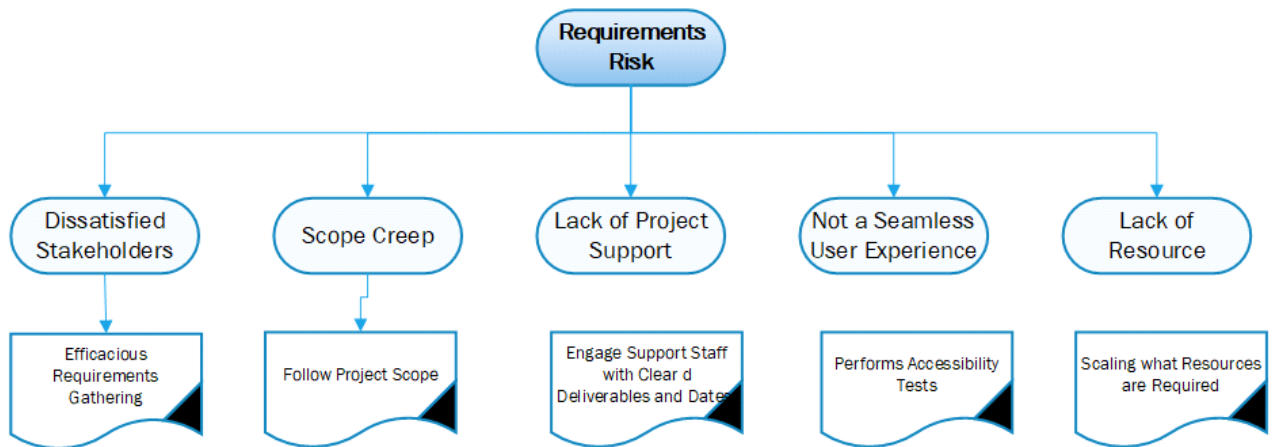 Requirements
Risk
Dissatisfied
Stakeholders
Scope Creep
Lack of Project
Support
Not a Seamless
User Experience
Lack of
Resource
Efficacious
Requirements
Gathering
Follow Project Scope
Engage Support Staff
with Clear d
Deliverables and Dates
Performs Accessibility
Tests
Scaling what Resources
are Required